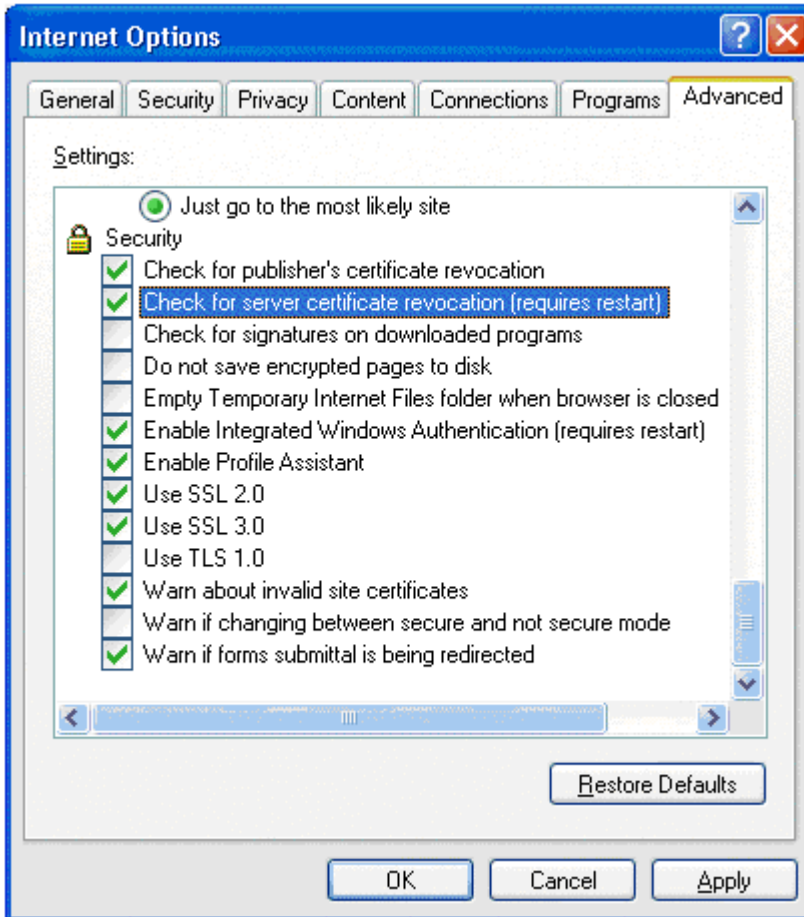 Internet Options
General Security Privacy Content Connections Programs Advanced
Settings:
Just go to the most likely site
Security
Check for publisher's certificate revocation
Check for server certificate revocation (requires restart)
Check for signatures on downloaded programs
Do not save encrypted pages to disk
Empty Temporary Internet Files folder when browser is closed
Enable Integrated Windows Authentication (requires restart)
Enable Profile Assistant
Use SSL 2.0
Use SSL 3.0
Use TLS 1.0
Warn about invalid site certificates
Warn if changing between secure and not secure mode
Warn if forms submittal is being redirected
Restore Defaults
OK Cancel Apply